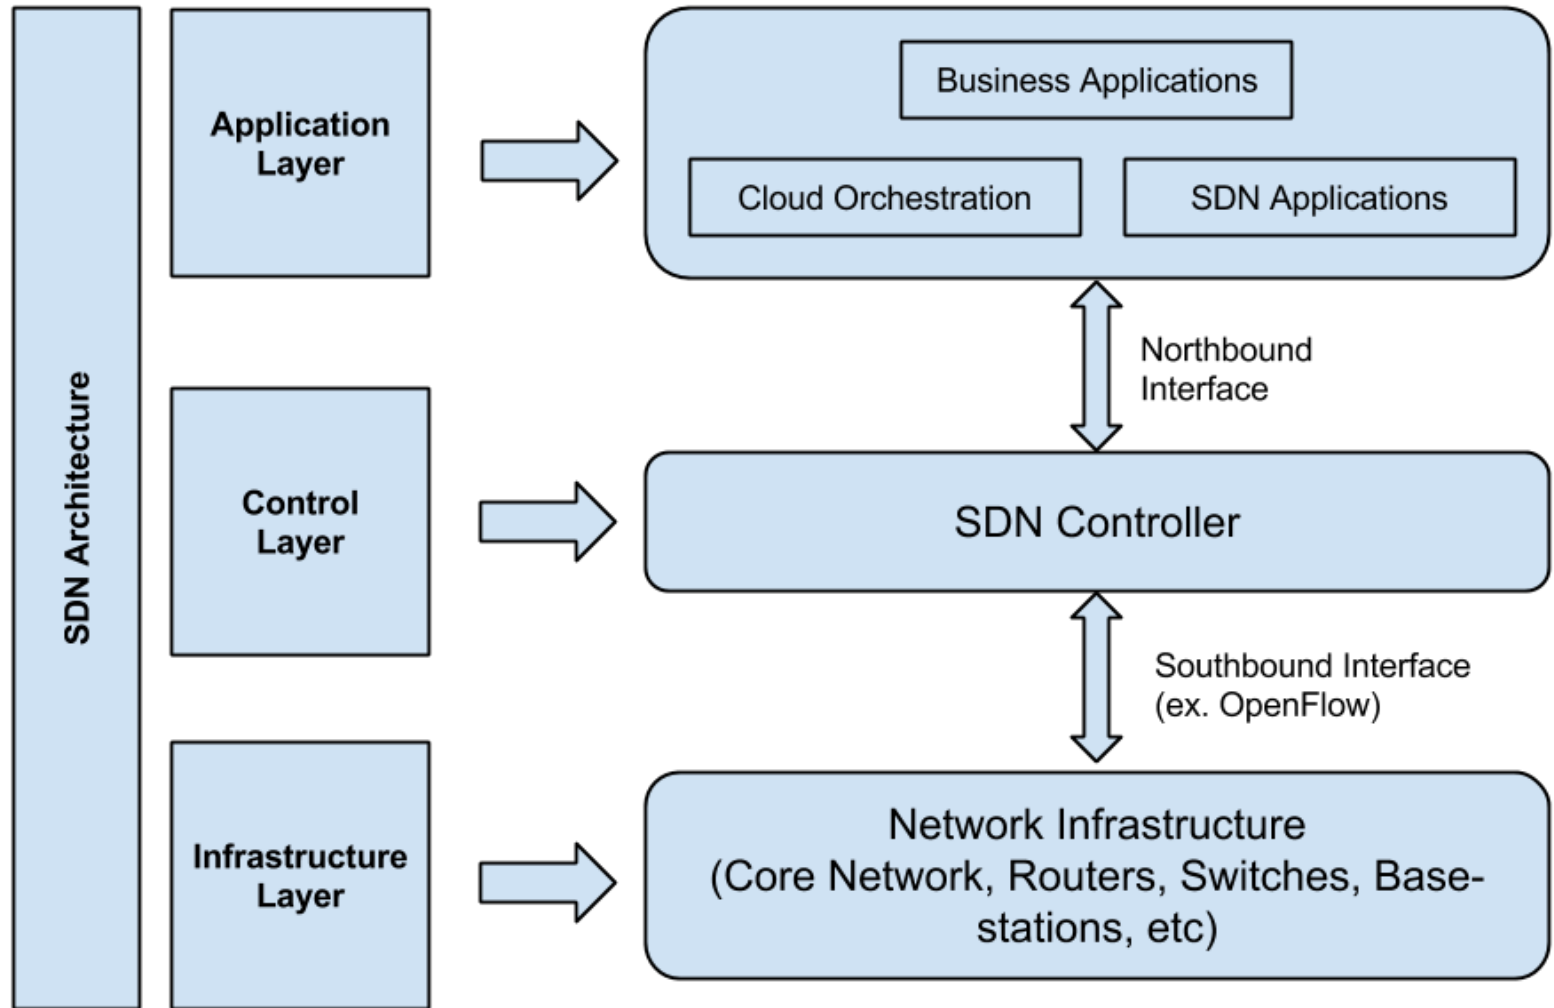 SDN Architecture
Application
Layer
Business Applications
Cloud Orchestration
SDN Applications
Northbound
Interface
Control
Layer
SDN Controller
Southbound Interface
(ex. OpenFlow)
Infrastructure
Layer
Network Infrastructure
(Core Network, Routers, Switches, Base-
stations, etc)